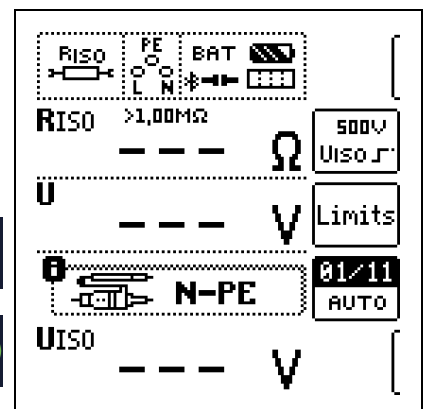 RISO PE BAT
L N
RISO >1,00MΩ
--- Ω
500V
UISO
U
--- V
Limits
N-PE
01/11
AUTO
UISO
--- V